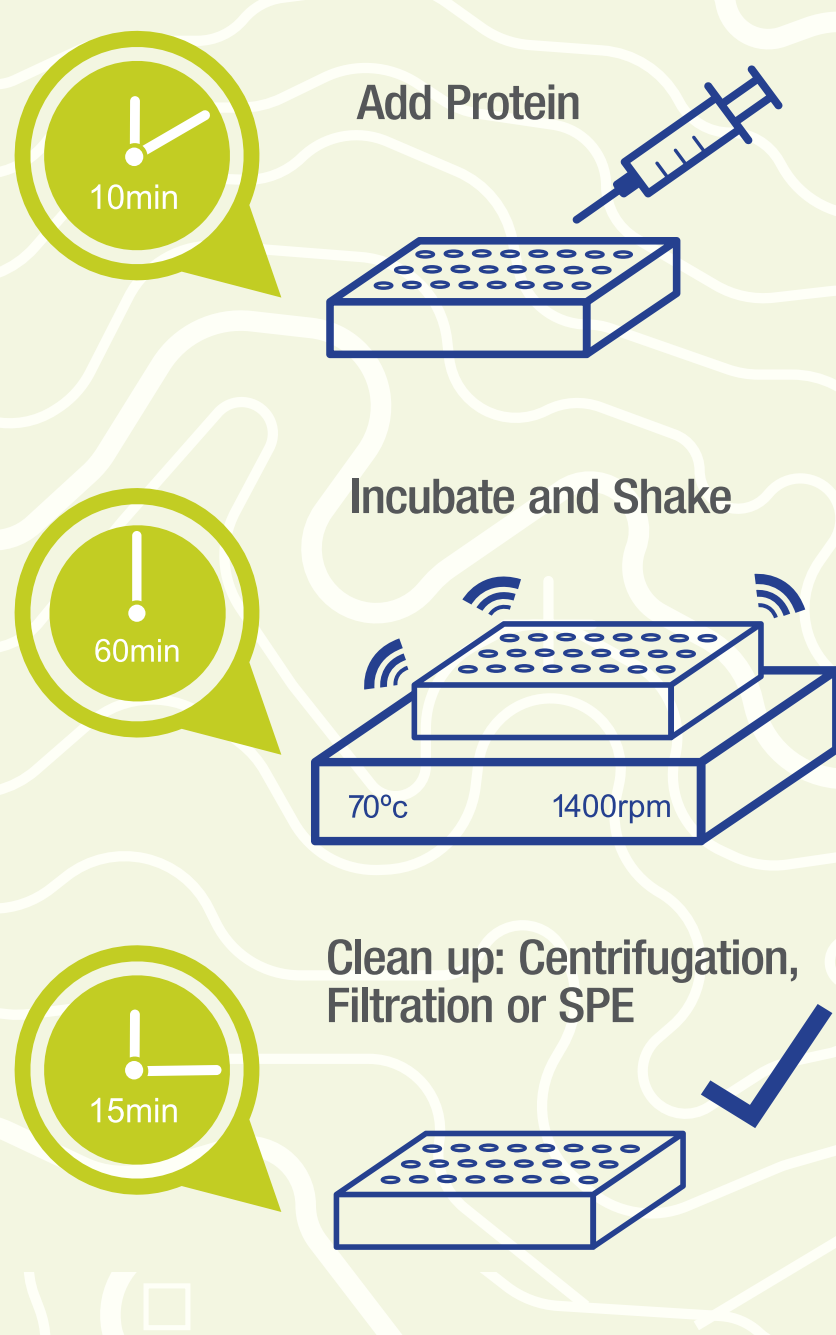 Add Protein
10min
Incubate and Shake
60min
70ºc
1400rpm
Clean up: Centrifugation,
Filtration or SPE
15min